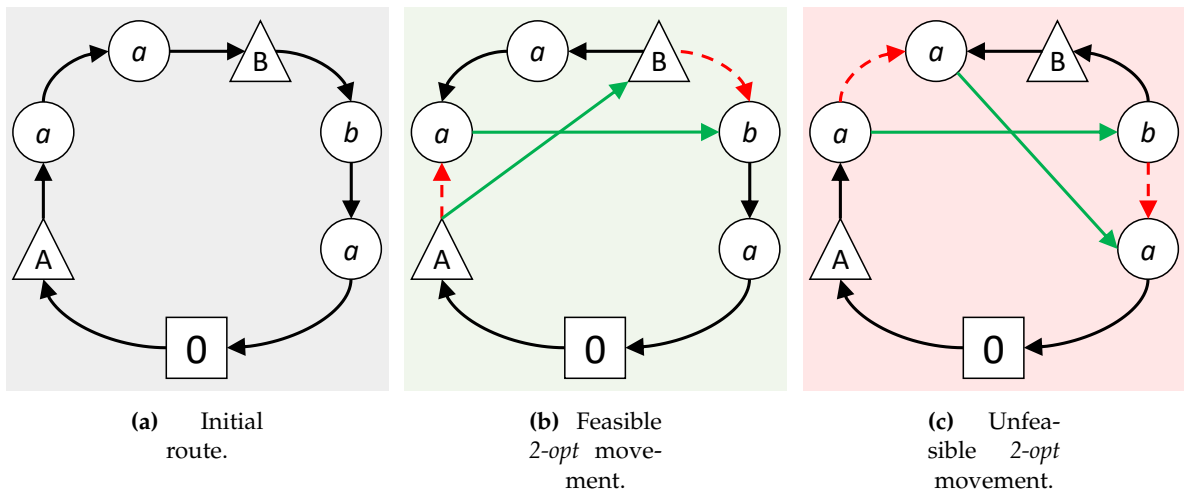 a
B
a
b
A
a
0
(a) Initial
route.
a
B
a
b
A
a
0
(b) Feasible
2-opt move-
ment.
a
B
a
b
A
a
0
(c) Unfea-
sible 2-opt
movement.